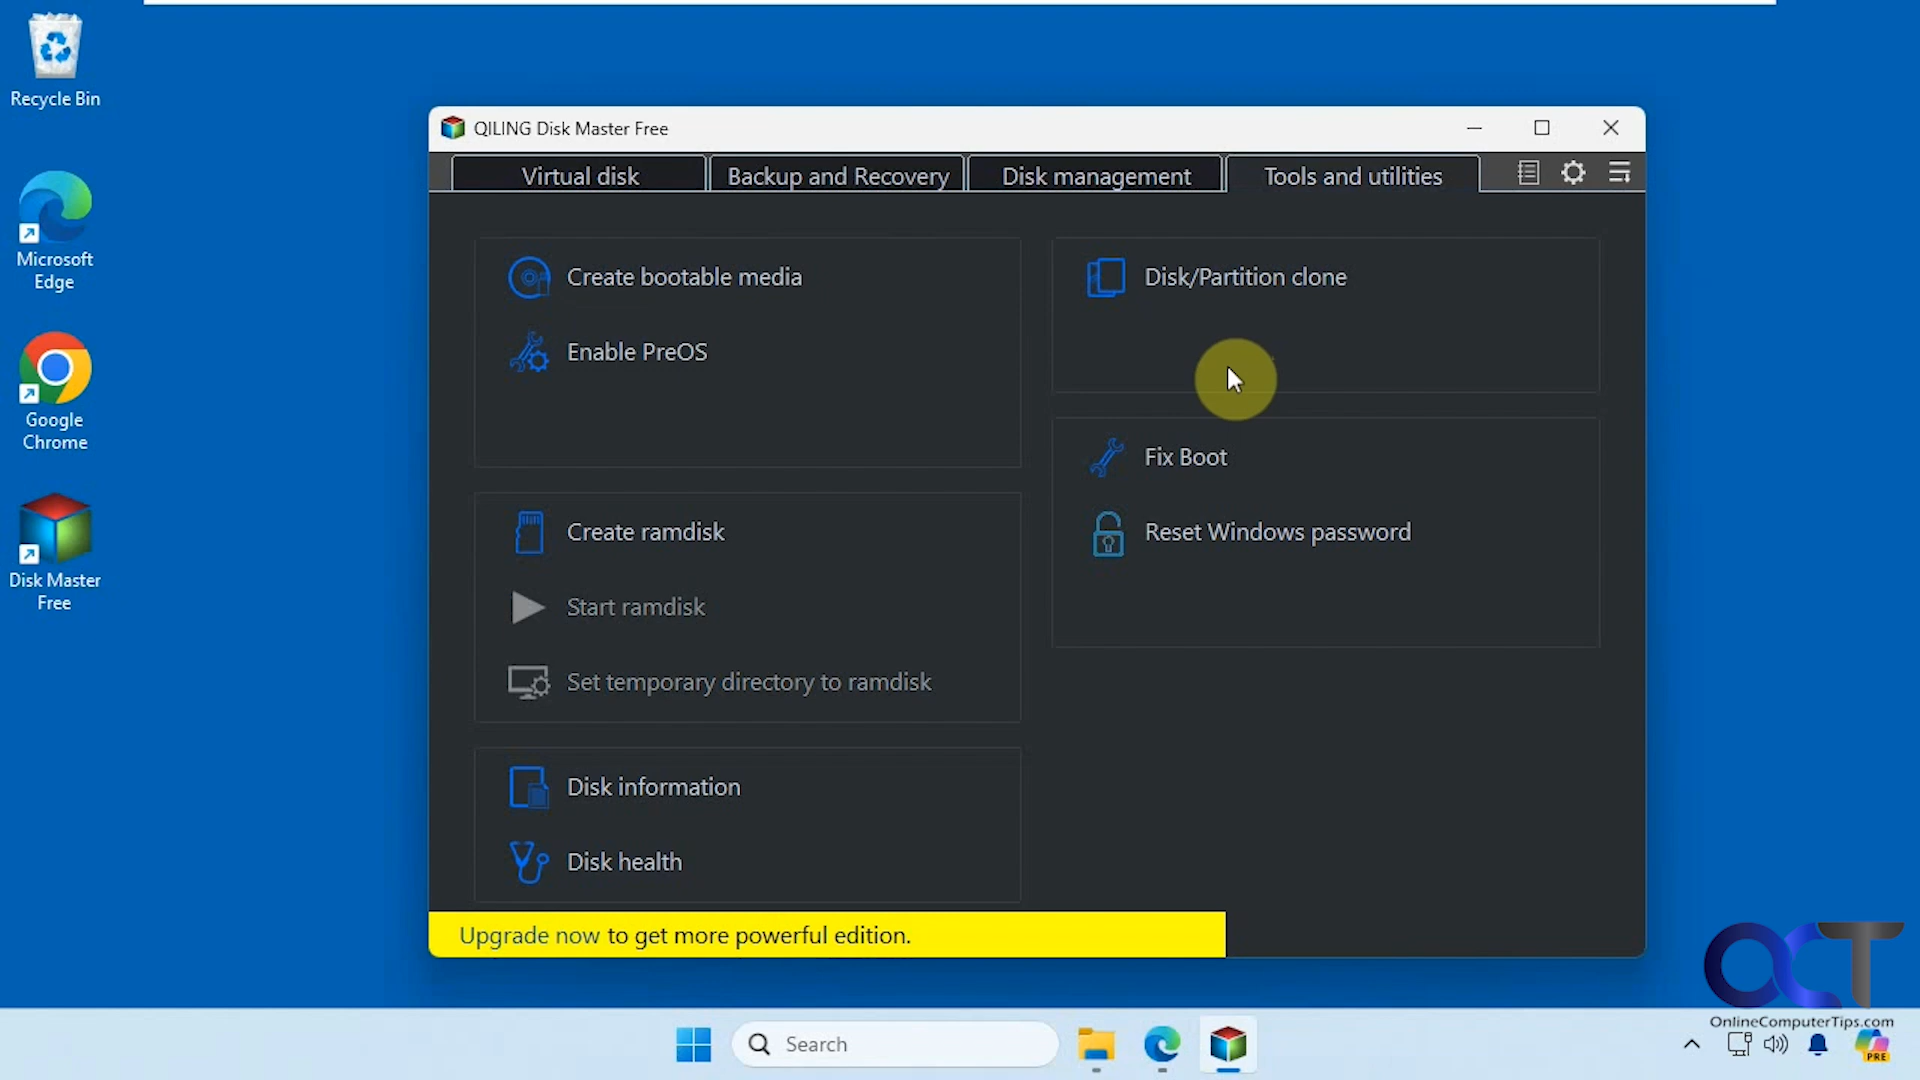 Recycle Bin
Microsoft
Edge
Google
Chrome
Disk Master
Free
QILING Disk Master Free
Virtual disk
Backup and Recovery
Disk management
Tools and utilities
Create bootable media
Enable PreOS
Create ramdisk
Start ramdisk
Set temporary directory to ramdisk
Disk information
Disk health
Disk/Partition clone
Fix Boot
Reset Windows password
Upgrade now to get more powerful edition.
OCT
OnlineComputerTips.com
Search
PRE